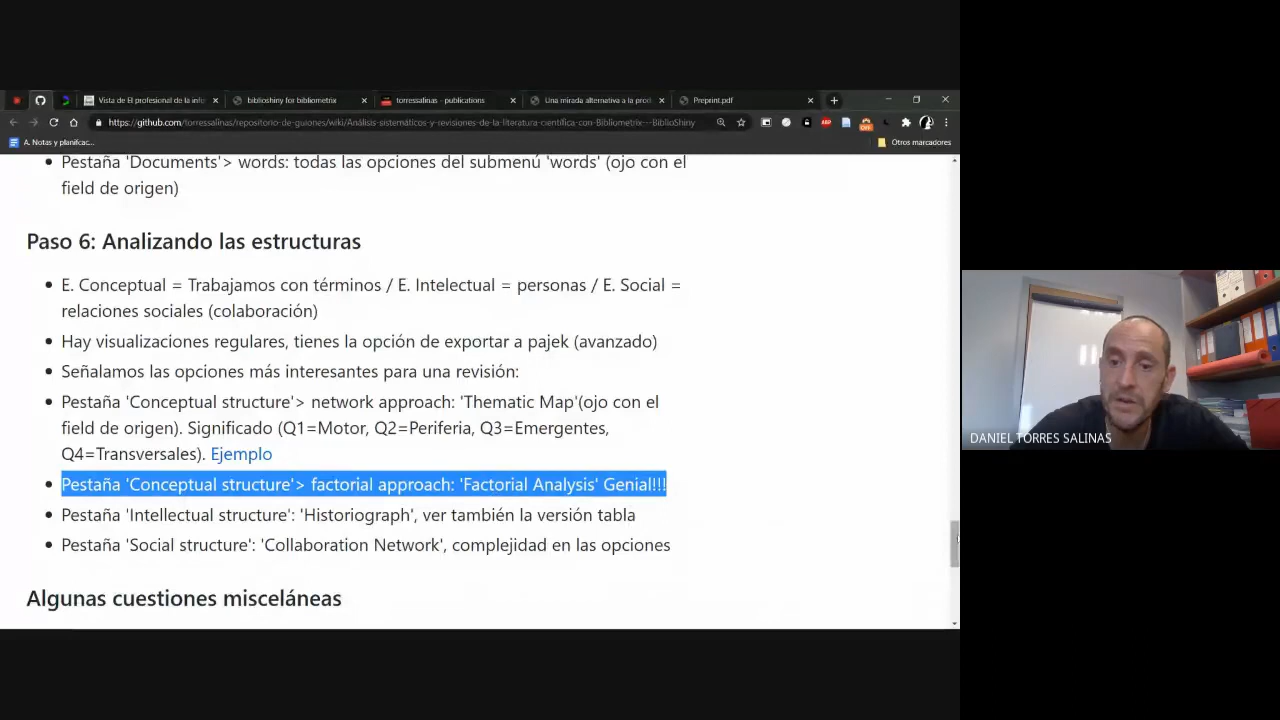 Vista de El profesional de la inf
biblioshiny for bibliometrix
torressalinas - publications
Una mirada alternativa a la prod
Preprint.pdf
https://github.com/torressalinas/repositorio-de-guiones/wiki/Análisis-sistemáticos-y-revisiones-de-la-literatura-científica-con-Bibliometrix---BiblioShiny
ABP
OFF
A. Notas y planifcac...
Otros marcadores
• Pestaña 'Documents'> words: todas las opciones del submenú 'words' (ojo con el
field de origen)
Paso 6: Analizando las estructuras
• E. Conceptual = Trabajamos con términos / E. Intelectual = personas / E. Social =
relaciones sociales (colaboración)
• Hay visualizaciones regulares, tienes la opción de exportar a pajek (avanzado)
• Señalamos las opciones más interesantes para una revisión:
• Pestaña 'Conceptual structure'> network approach: 'Thematic Map'(ojo con el
field de origen). Significado (Q1=Motor, Q2=Periferia, Q3=Emergentes,
Q4=Transversales). Ejemplo
• Pestaña 'Conceptual structure'> factorial approach: 'Factorial Analysis' Genial!!!
• Pestaña 'Intellectual structure': 'Historiograph', ver también la versión tabla
• Pestaña 'Social structure': 'Collaboration Network', complejidad en las opciones
Algunas cuestiones misceláneas
DANIEL TORRES SALINAS